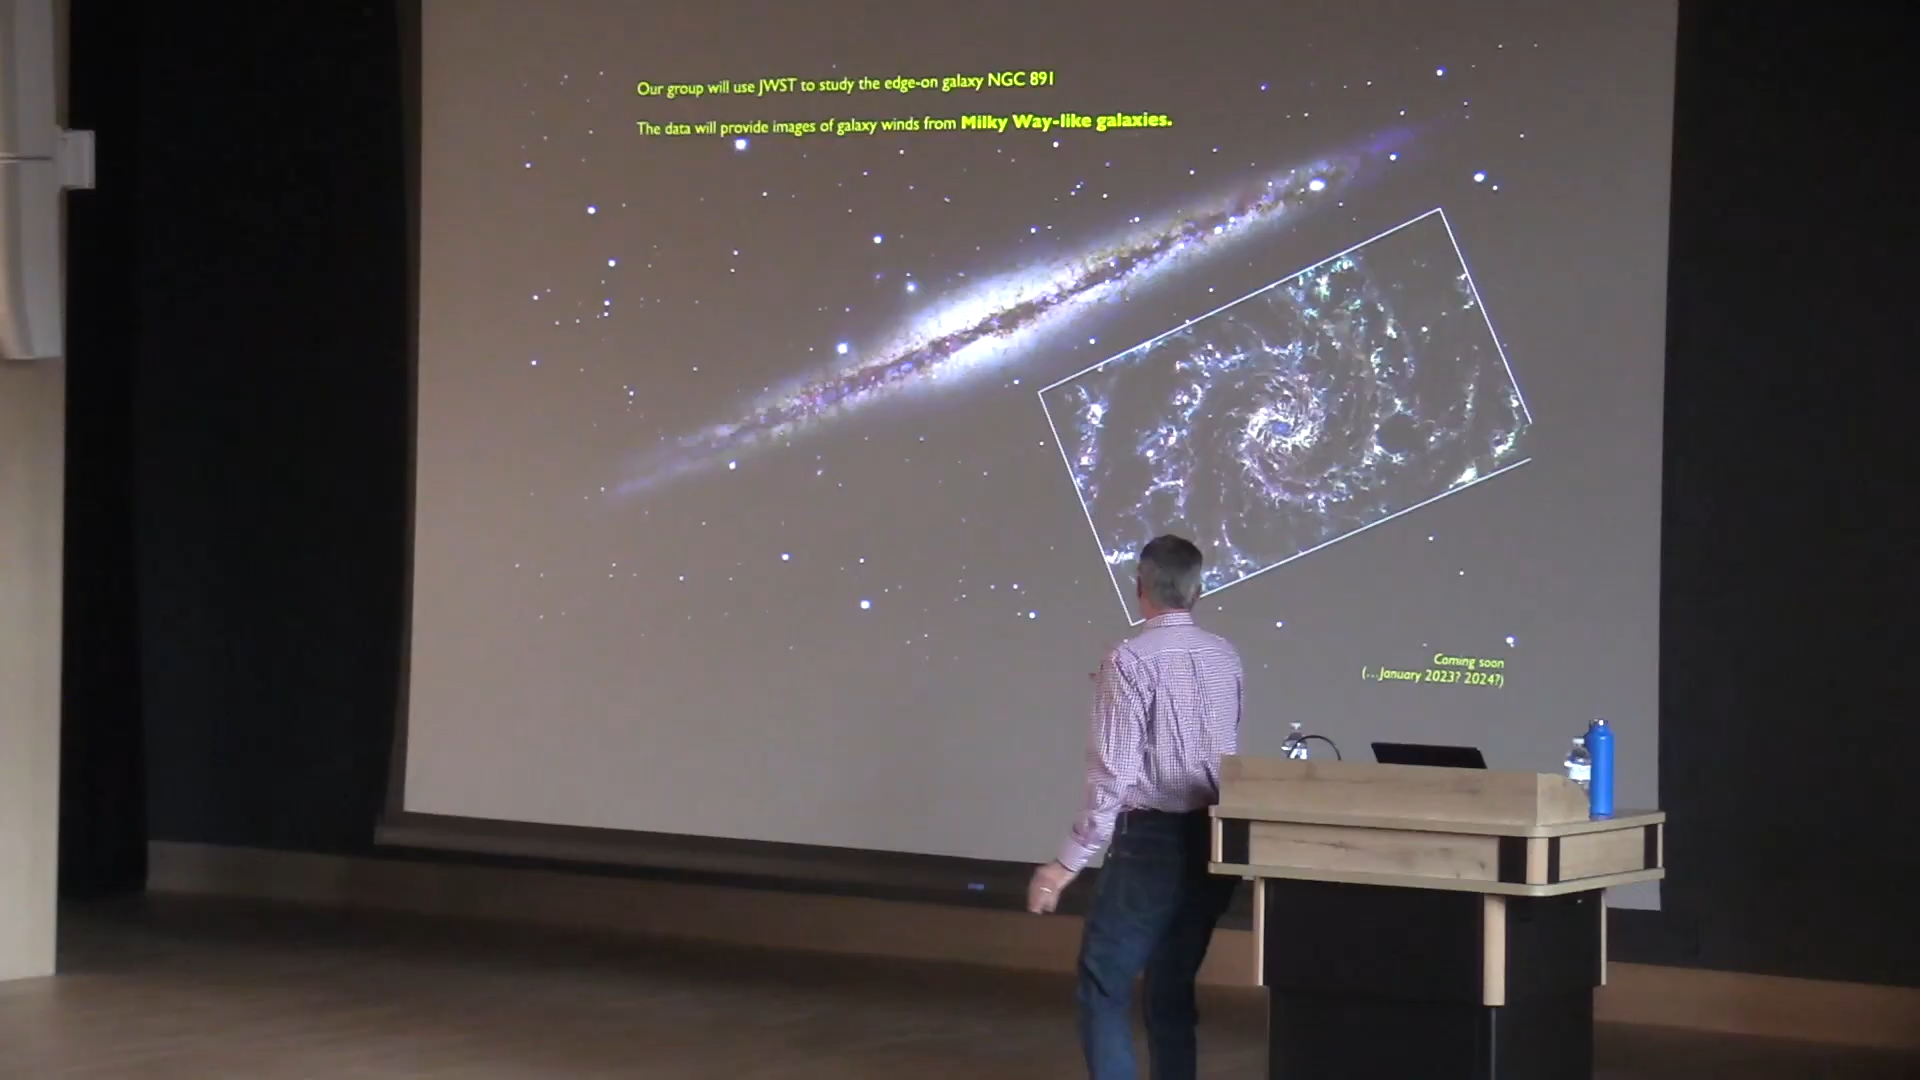 Our group will use JWST to study the edge-on galaxy NGC 891
The data will provide images of galaxy winds from Milky Way-like galaxies.
Coming soon
(...January 2023? 2024?)